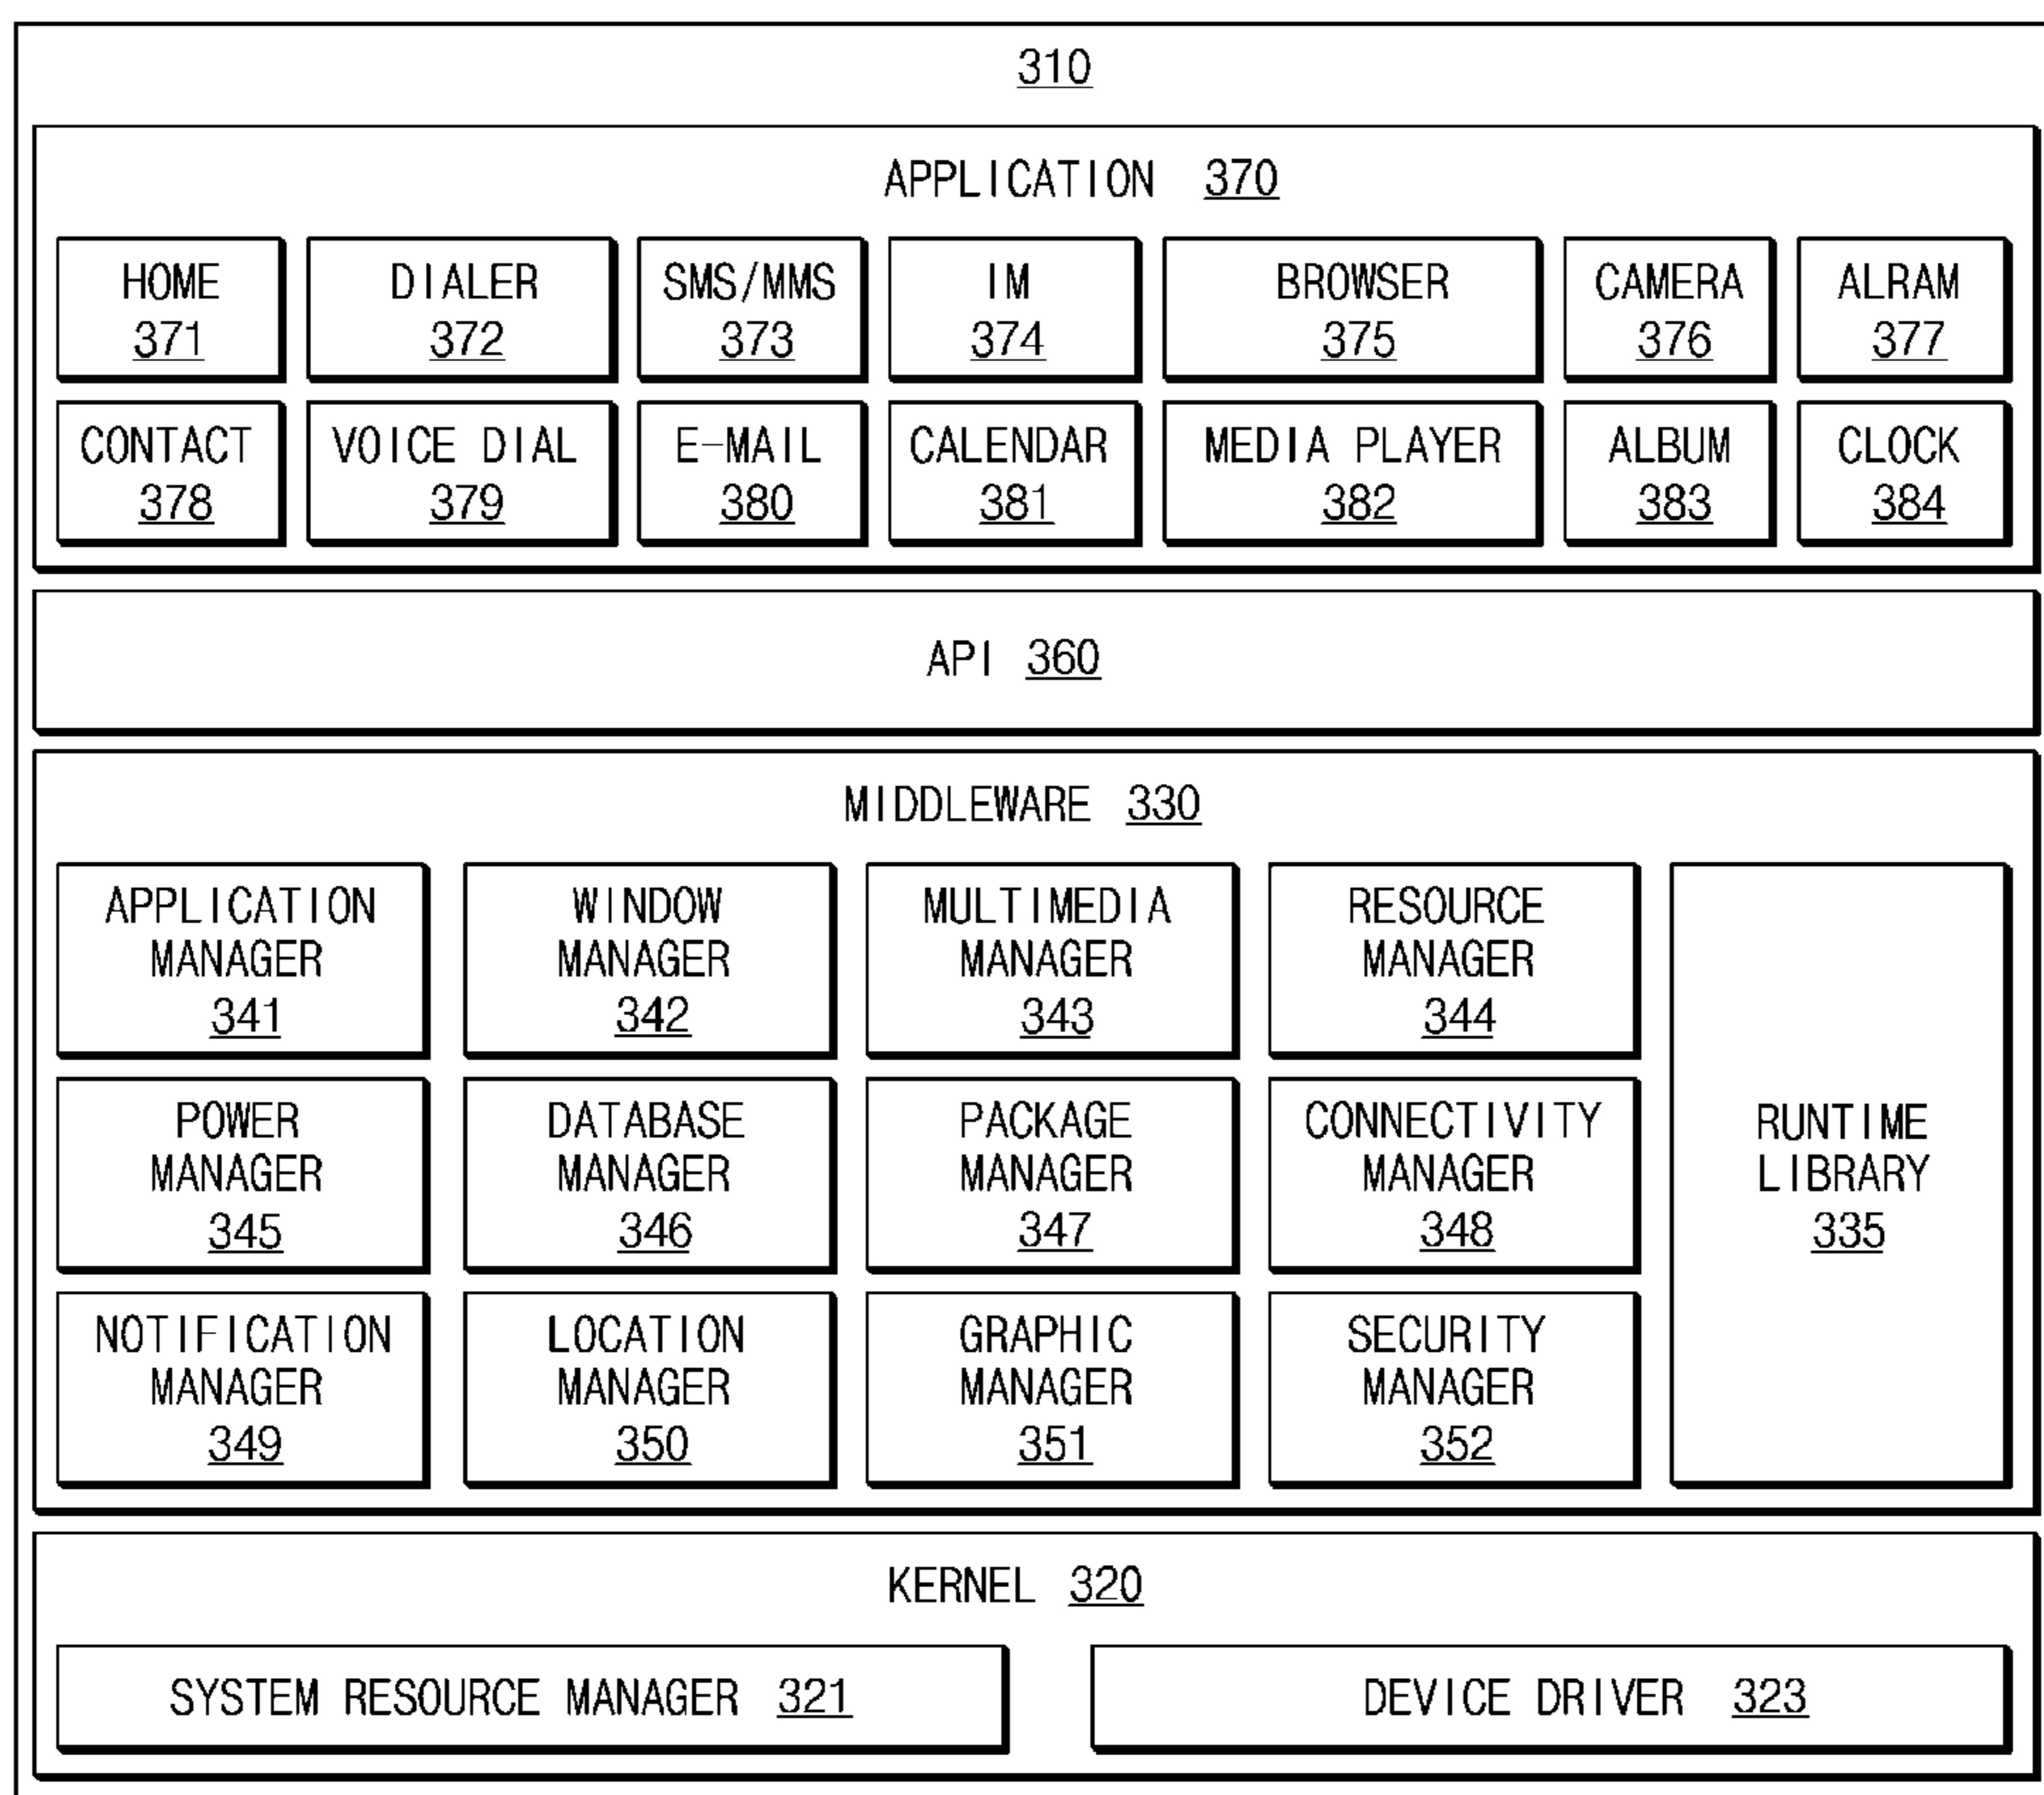 310
APPLICATION 370
HOME
371
DIALER
372
SMS/MMS
373
IM
374
BROWSER
375
CAMERA
376
ALRAM
377
CONTACT
378
VOICE DIAL
379
E-MAIL
380
CALENDAR
381
MEDIA PLAYER
382
ALBUM
383
CLOCK
384
API 360
MIDDLEWARE 330
APPLICATION
MANAGER
341
WINDOW
MANAGER
342
MULTIMEDIA
MANAGER
343
RESOURCE
MANAGER
344
POWER
MANAGER
345
DATABASE
MANAGER
346
PACKAGE
MANAGER
347
CONNECTIVITY
MANAGER
348
NOTIFICATION
MANAGER
349
LOCATION
MANAGER
350
GRAPHIC
MANAGER
351
SECURITY
MANAGER
352
RUNTIME
LIBRARY
335
KERNEL 320
SYSTEM RESOURCE MANAGER 321
DEVICE DRIVER 323